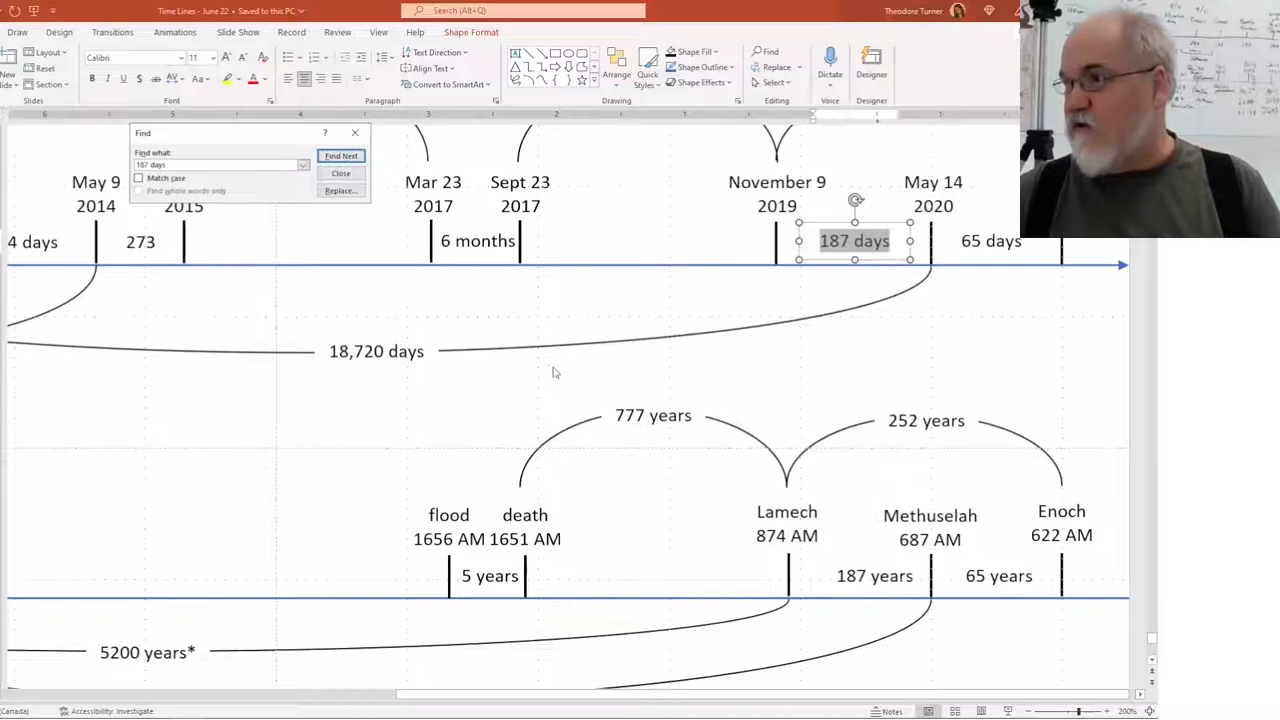 Time Lines - June 22 • Saved to this PC
Search (Alt+Q)
Theodore Turner
Draw Design Transitions Animations Slide Show Record Review View Help Shape Format
New
Slide
Layout
Reset
Section
Slides
Calibri 11
Font
Text Direction
Align Text
Convert to SmartArt
Paragraph
Arrange
Quick
Styles
Shape Fill
Shape Outline
Shape Effects
Drawing
Find
Replace
Select
Editing
Dictate
Voice
Designer
Designer
Find
Find what:
187 days
Match case
Find whole words only
Find Next
Close
Replace...
May 9
2014
2015
Mar 23
2017
Sept 23
2017
November 9
2019
May 14
2020
4 days
273
6 months
187 days
65 days
18,720 days
777 years
252 years
flood
1656 AM
death
1651 AM
Lamech
874 AM
Methuselah
687 AM
Enoch
622 AM
5 years
187 years
65 years
5200 years*
(Canada)
Accessibility: Investigate
Notes
200%